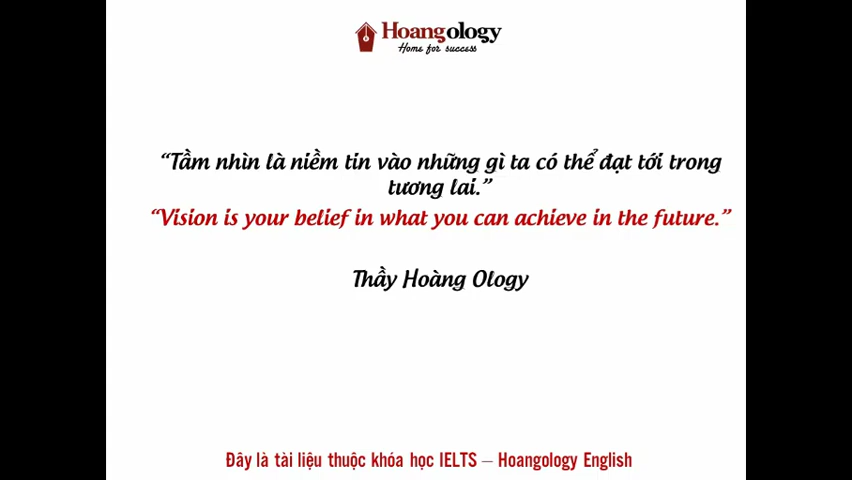 Hoangology
Home for success
“Tầm nhìn là niềm tin vào những gì ta có thể đạt tới trong
tương lai.”
“Vision is your belief in what you can achieve in the future.”
Thầy Hoàng Ology
Đây là tài liệu thuộc khóa học IELTS – Hoangology English